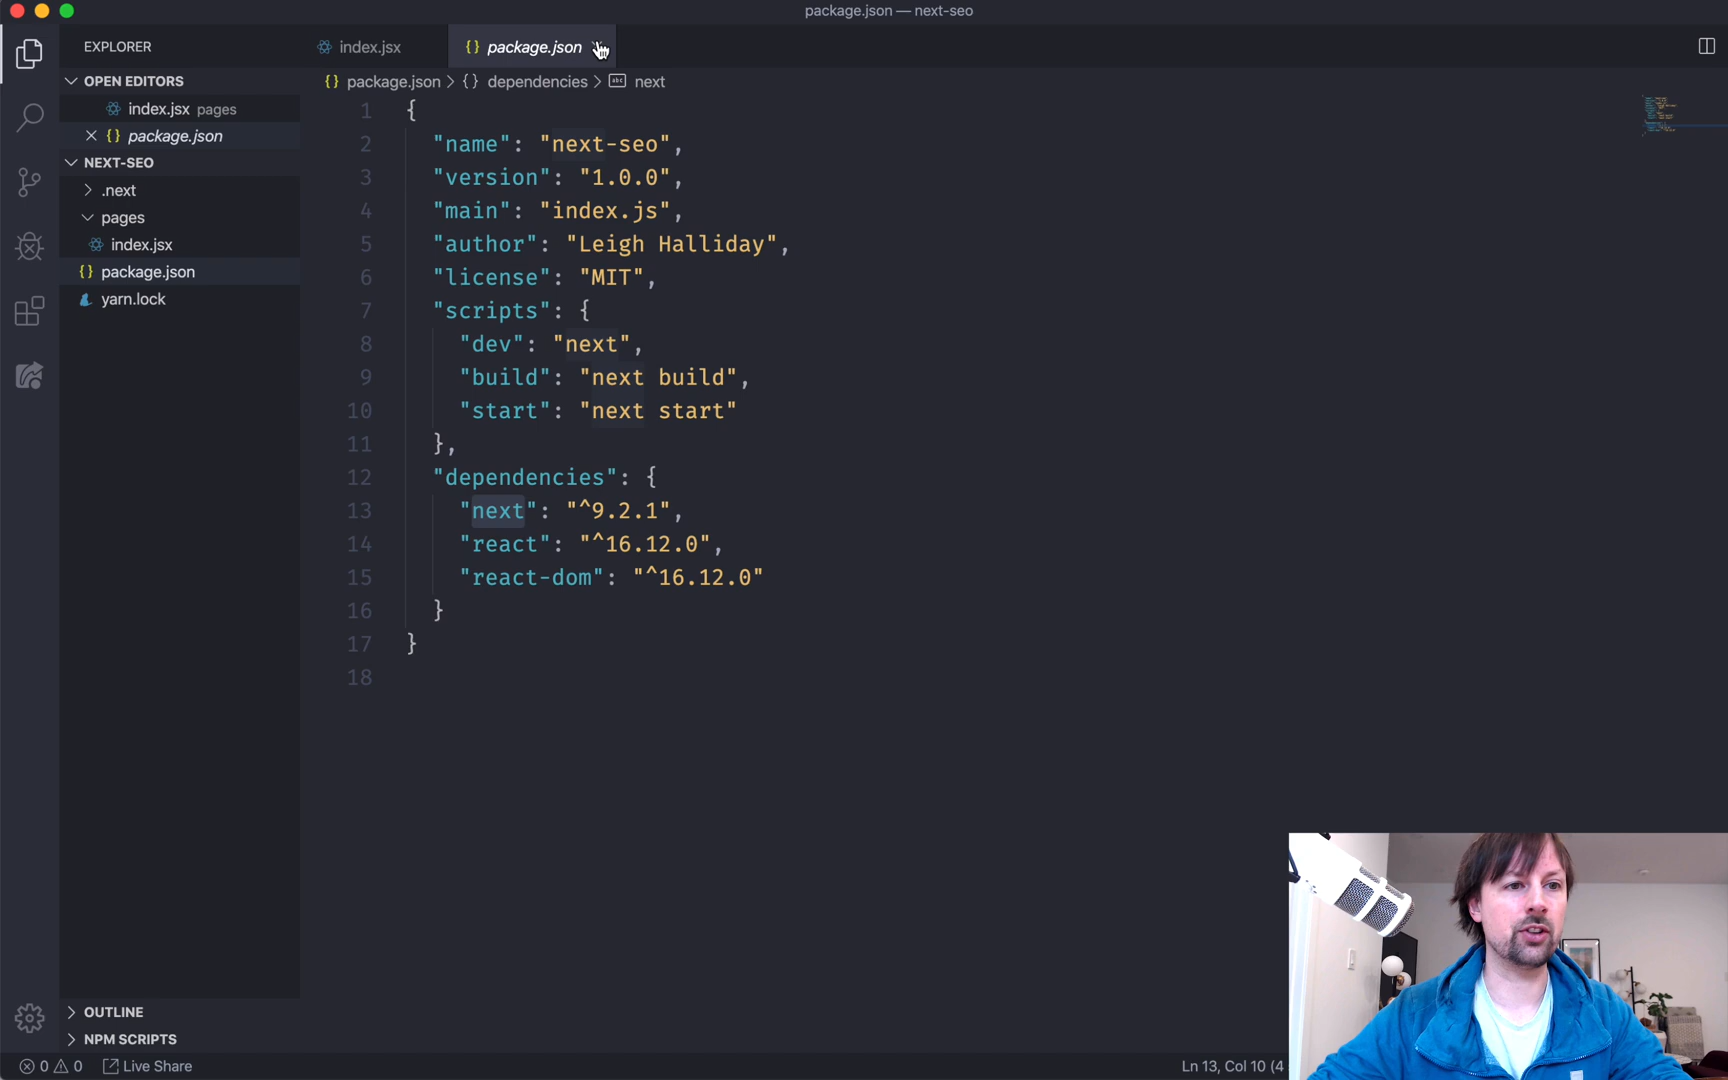 package.json — next-seo
EXPLORER
index.jsx
{} package.json
OPEN EDITORS
index.jsx pages
{} package.json
NEXT-SEO
.next
pages
index.jsx
{} package.json
yarn.lock
{} package.json > {} dependencies > abc next
1 {
2 "name": "next-seo",
3 "version": "1.0.0",
4 "main": "index.js",
5 "author": "Leigh Halliday",
6 "license": "MIT",
7 "scripts": {
8 "dev": "next",
9 "build": "next build",
10 "start": "next start"
11 },
12 "dependencies": {
13 "next": "^9.2.1",
14 "react": "^16.12.0",
15 "react-dom": "^16.12.0"
16 }
17 }
18
OUTLINE
NPM SCRIPTS
0 0 Live Share
Ln 13, Col 10 (4